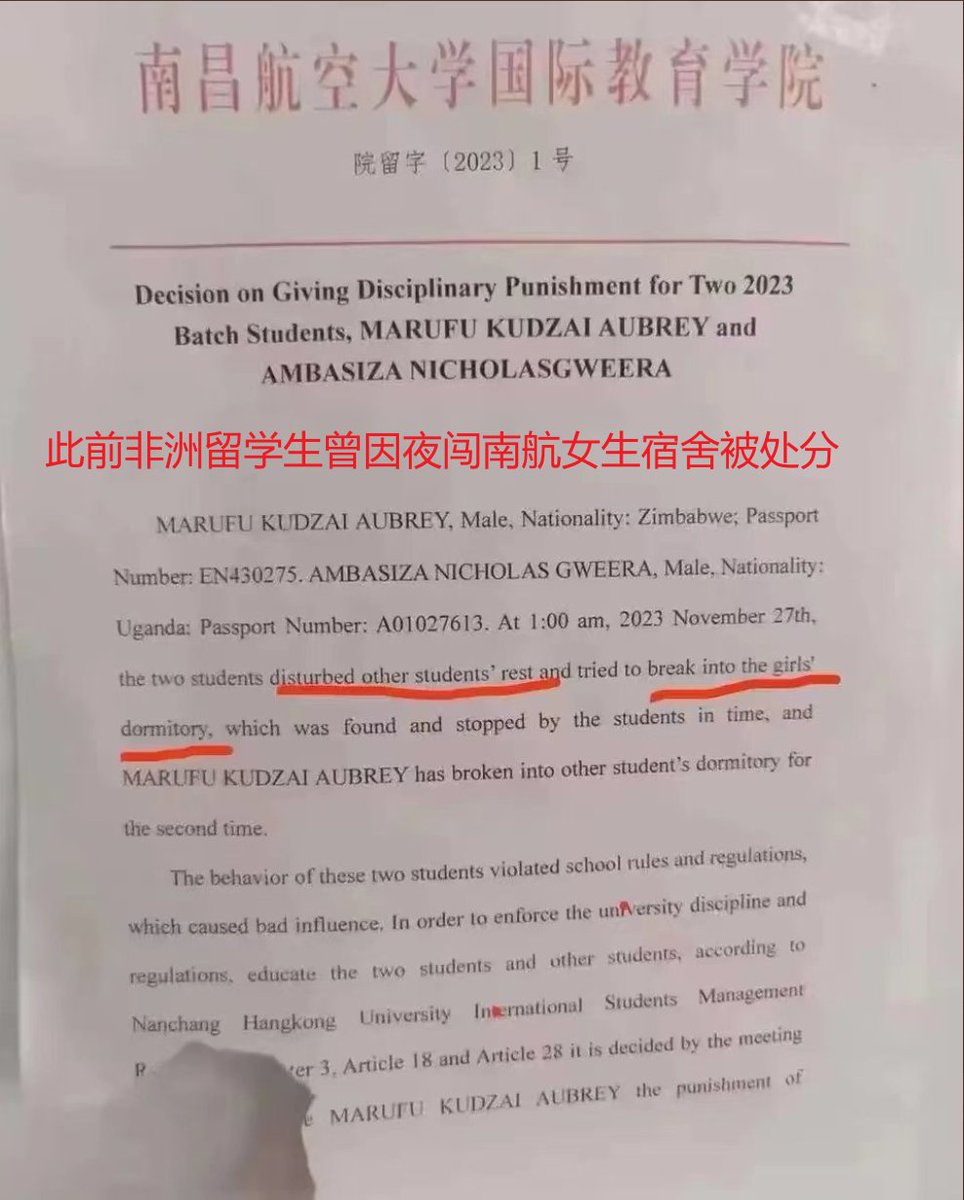 南昌航空大学国际教育学院
院留字〔2023〕1 号
Decision on Giving Disciplinary Punishment for Two 2023
Batch Students, MARUFU KUDZAI AUBREY and
AMBASIZA NICHOLASGWEERA
此前非洲留学生曾因夜闯南航女生宿舍被处分
MARUFU KUDZAI AUBREY, Male, Nationality: Zimbabwe; Passport
Number: EN430275. AMBASIZA NICHOLAS GWEERA, Male, Nationality:
Uganda: Passport Number: A01027613. At 1:00 am, 2023 November 27th,
the two students disturbed other students' rest and tried to break into the girls'
dormitory, which was found and stopped by the students in time, and
MARUFU KUDZAI AUBREY has broken into other student's dormitory for
the second time.
The behavior of these two students violated school rules and regulations,
which caused bad influence. In order to enforce the university discipline and
regulations, educate the two students and other students, according to
Nanchang Hangkong University International Students Management
3, Article 18 and Article 28 it is decided by the meeting
MARUFU KUDZAI AUBREY the punishment of